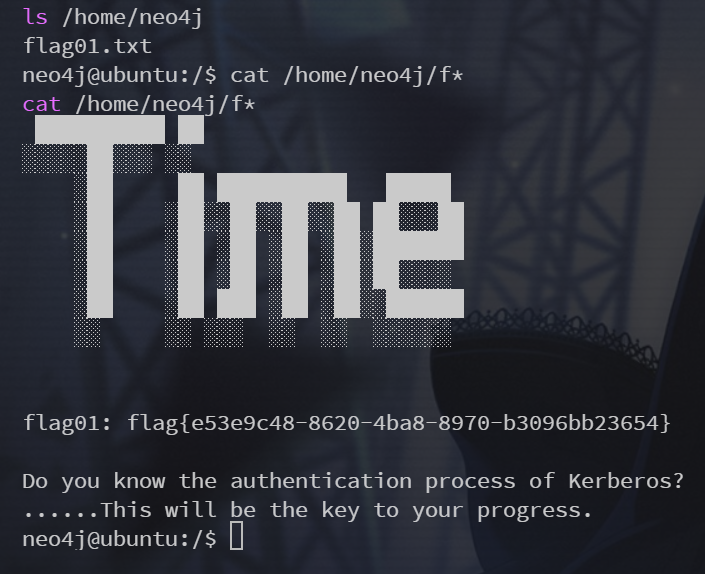 ls /home/neo4j
flag01.txt
neo4j@ubuntu:/$ cat /home/neo4j/f*
cat /home/neo4j/f*
Time
flag01: flag{e53e9c48-8620-4ba8-8970-b3096bb23654}
Do you know the authentication process of Kerberos?
......This will be the key to your progress.
neo4j@ubuntu:/$